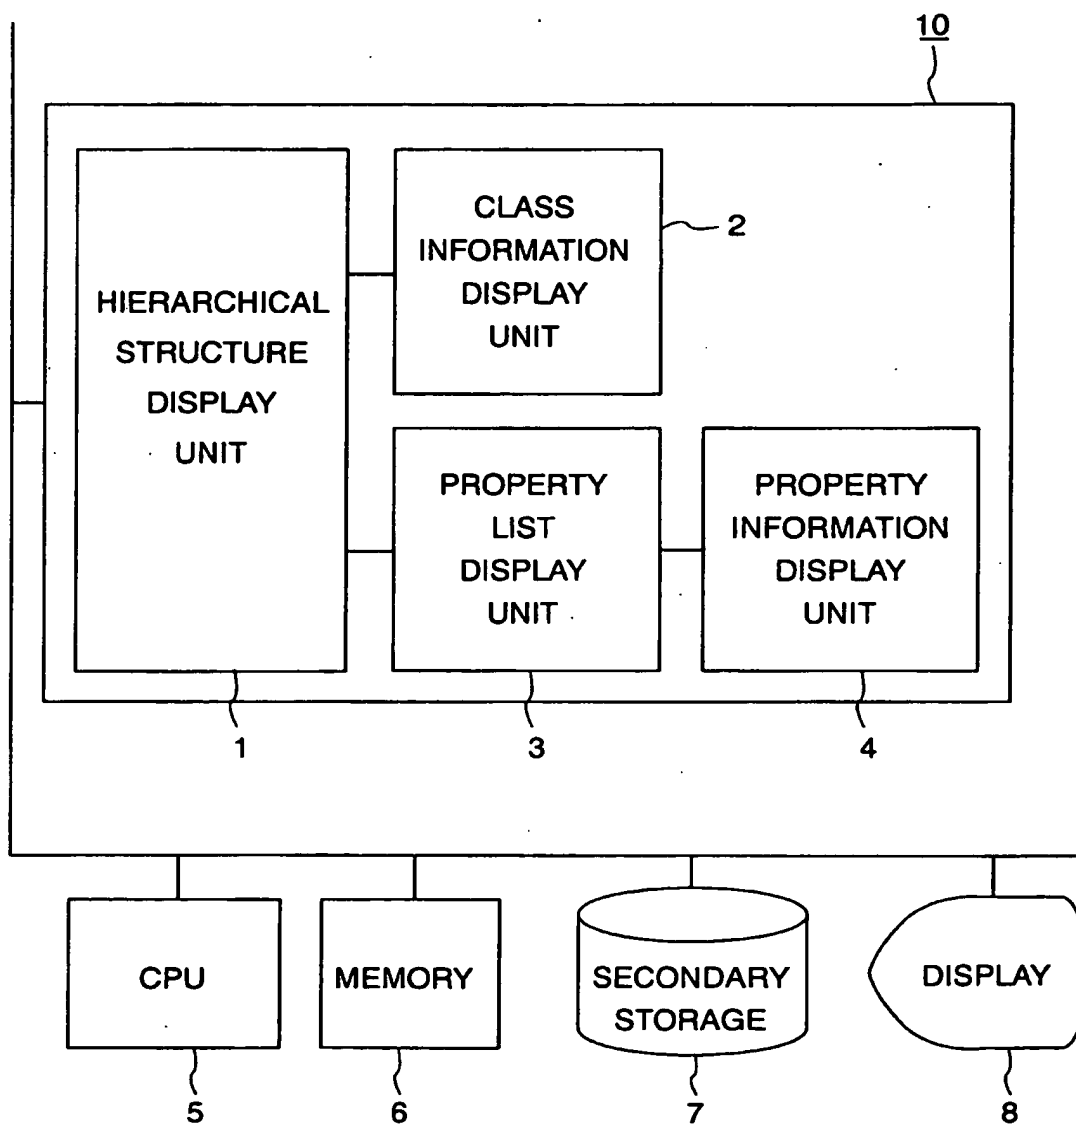 10
HIERARCHICAL
STRUCTURE
DISPLAY
UNIT
CLASS
INFORMATION
DISPLAY
UNIT
2
PROPERTY
LIST
DISPLAY
UNIT
PROPERTY
INFORMATION
DISPLAY
UNIT
1
3
4
CPU
MEMORY
SECONDARY
STORAGE
DISPLAY
5
6
7
8